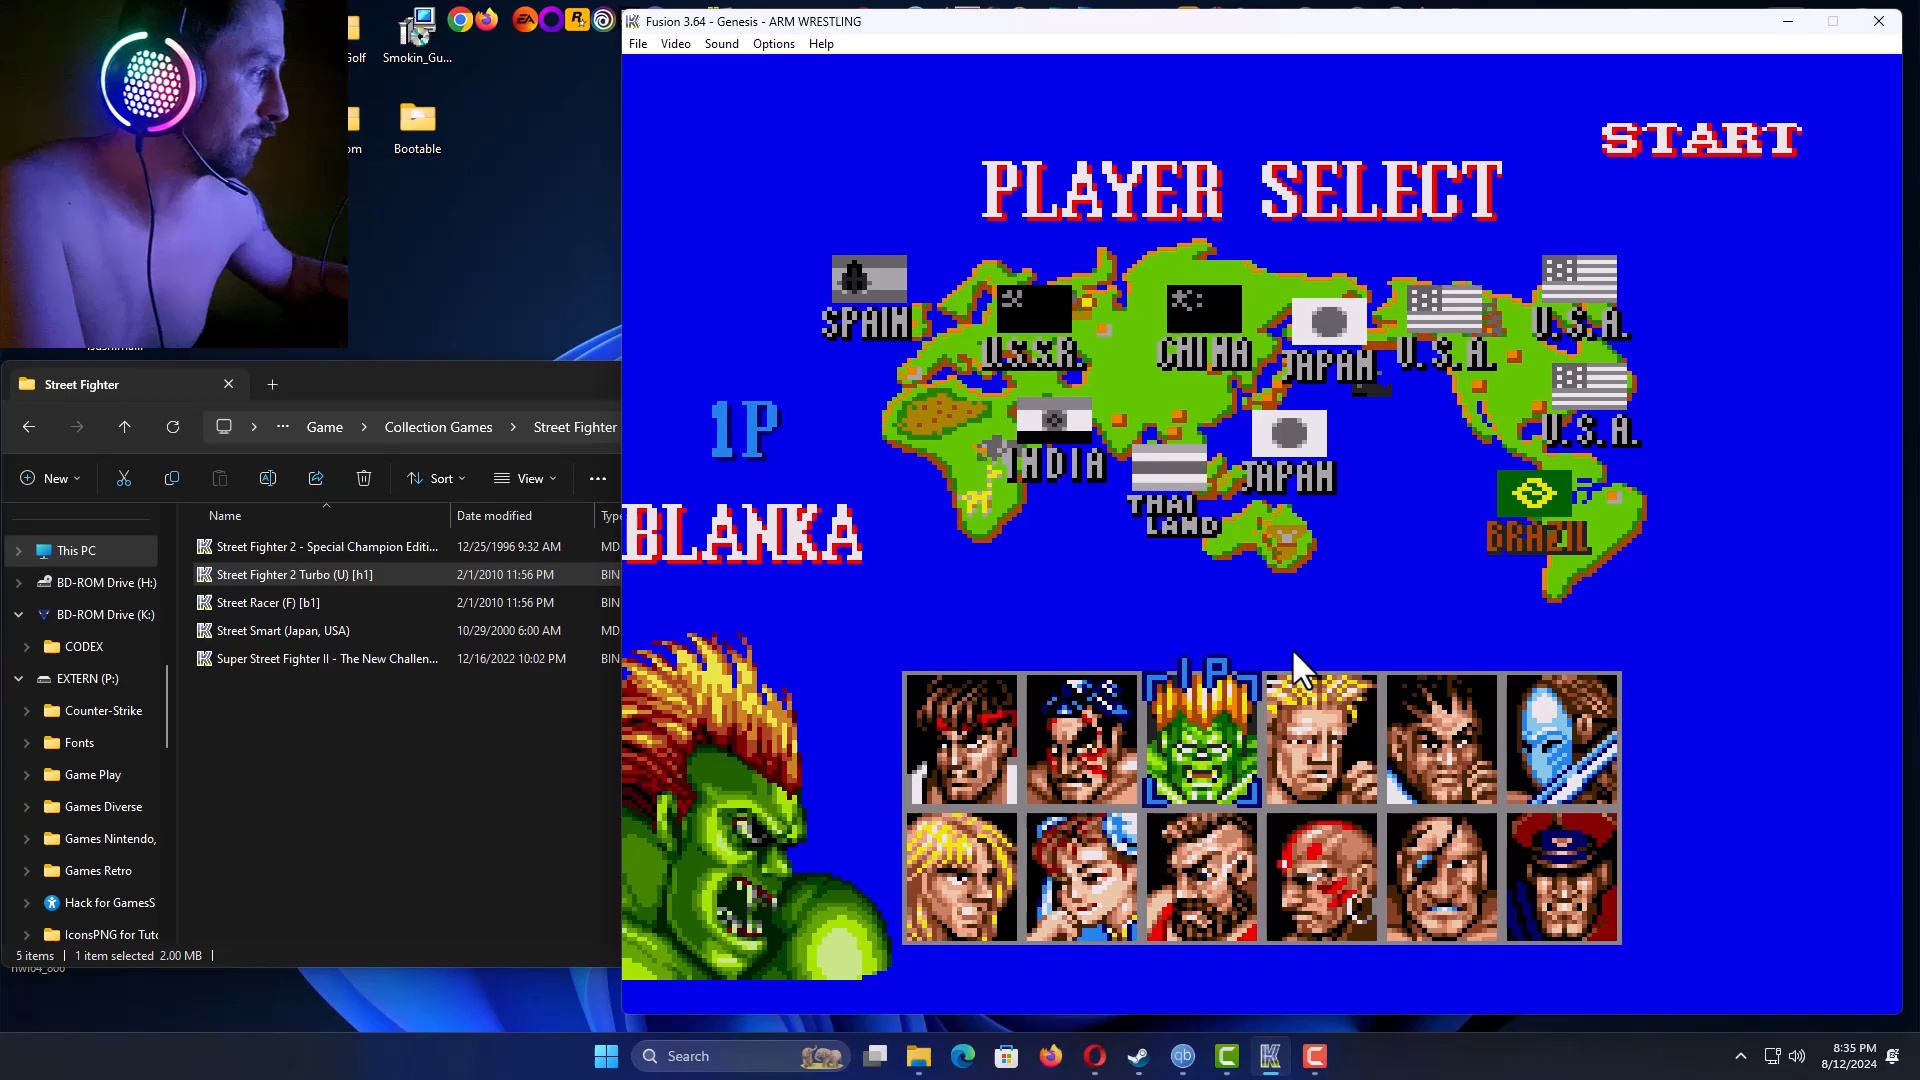 Golf
Smokin_Gu...
Bootable
Fusion 3.64 - Genesis - ARM WRESTLING
File Video Sound Options Help
START
PLAYER SELECT
SPAIN
U.S.S.R.
CHINA
JAPAN
U.S.A.
U.S.A.
U.S.A.
INDIA
THAI
LAND
JAPAN
BRAZIL
1P
BLANKA
1P
Street Fighter
Game > Collection Games > Street Fighter
New Sort View
Name Date modified Type
Street Fighter 2 - Special Champion Editi... 12/25/1996 9:32 AM MD
Street Fighter 2 Turbo (U) [h1] 2/1/2010 11:56 PM BIN
Street Racer (F) [b1] 2/1/2010 11:56 PM BIN
Street Smart (Japan, USA) 10/29/2000 6:00 AM MD
Super Street Fighter II - The New Challen... 12/16/2022 10:02 PM BIN
This PC
BD-ROM Drive (H:)
BD-ROM Drive (K:)
CODEX
EXTERN (P:)
Counter-Strike
Fonts
Game Play
Games Diverse
Games Nintendo,
Games Retro
Hack for GamesS
IconsPNG for Tuto
5 items 1 item selected 2.00 MB
Search
8:35 PM
8/12/2024